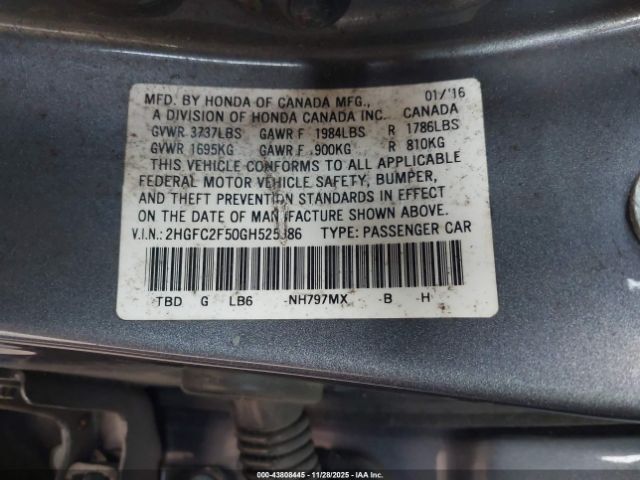 MFD. BY HONDA OF CANADA MFG., 01/'16
A DIVISION OF HONDA CANADA INC. CANADA
GVWR 3737LBS GAWR F 1984LBS R 1786LBS
GVWR 1695KG GAWR F 900KG R 810KG
THIS VEHICLE CONFORMS TO ALL APPLICABLE
FEDERAL MOTOR VEHICLE SAFETY, BUMPER,
AND THEFT PREVENTION STANDARDS IN EFFECT
ON THE DATE OF MANUFACTURE SHOWN ABOVE.
V.I.N.: TYPE: PASSENGER CAR
TBD G LB6 -NH797MX -B -H
000-43808445 - 11/28/2025 - IAA Inc.